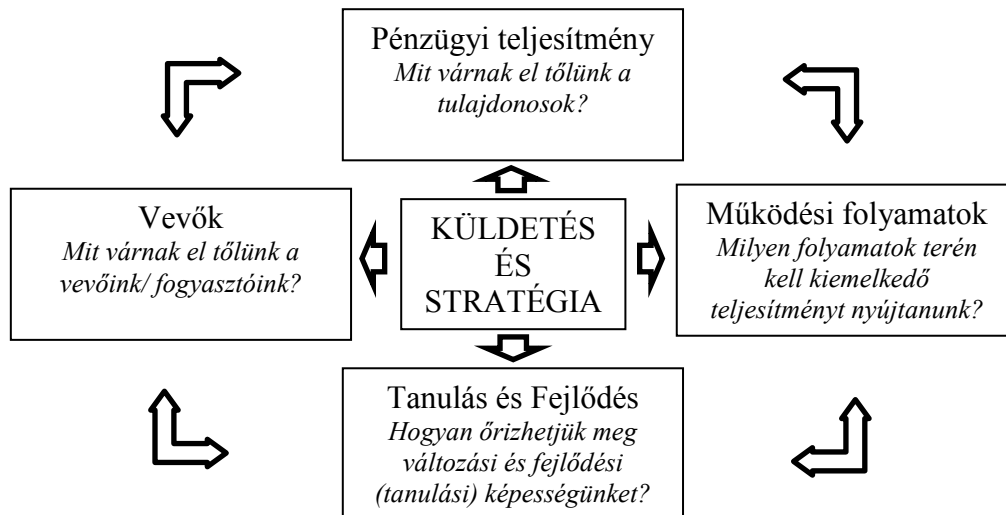 Pénzügyi teljesítmény
Mit várnak el tőlünk a
tulajdonosok?
Vevők
Mit várnak el tőlünk a
vevőink/ fogyasztóink?
KÜLDETÉS
ÉS
STRATÉGIA
Működési folyamatok
Milyen folyamatok terén
kell kiemelkedő
teljesítményt nyújtanunk?
Tanulás és Fejlődés
Hogyan őrizhetjük meg
változási és fejlődési
(tanulási) képességünket?